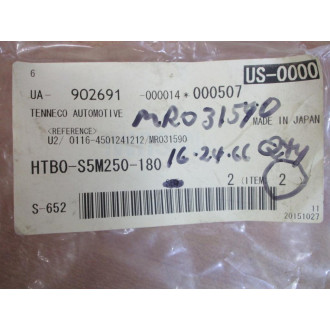 6
US-0000
UA- 902691 -000014 * 000507
TENNECO AUTOMOTIVE MR031590 MADE IN JAPAN
<REFERENCE>
U2/ 0116-4501241212/MR031590
HTBO-S5M250-180 16.24.66 Qty
2 ITEM 2
S-652
II
20151027